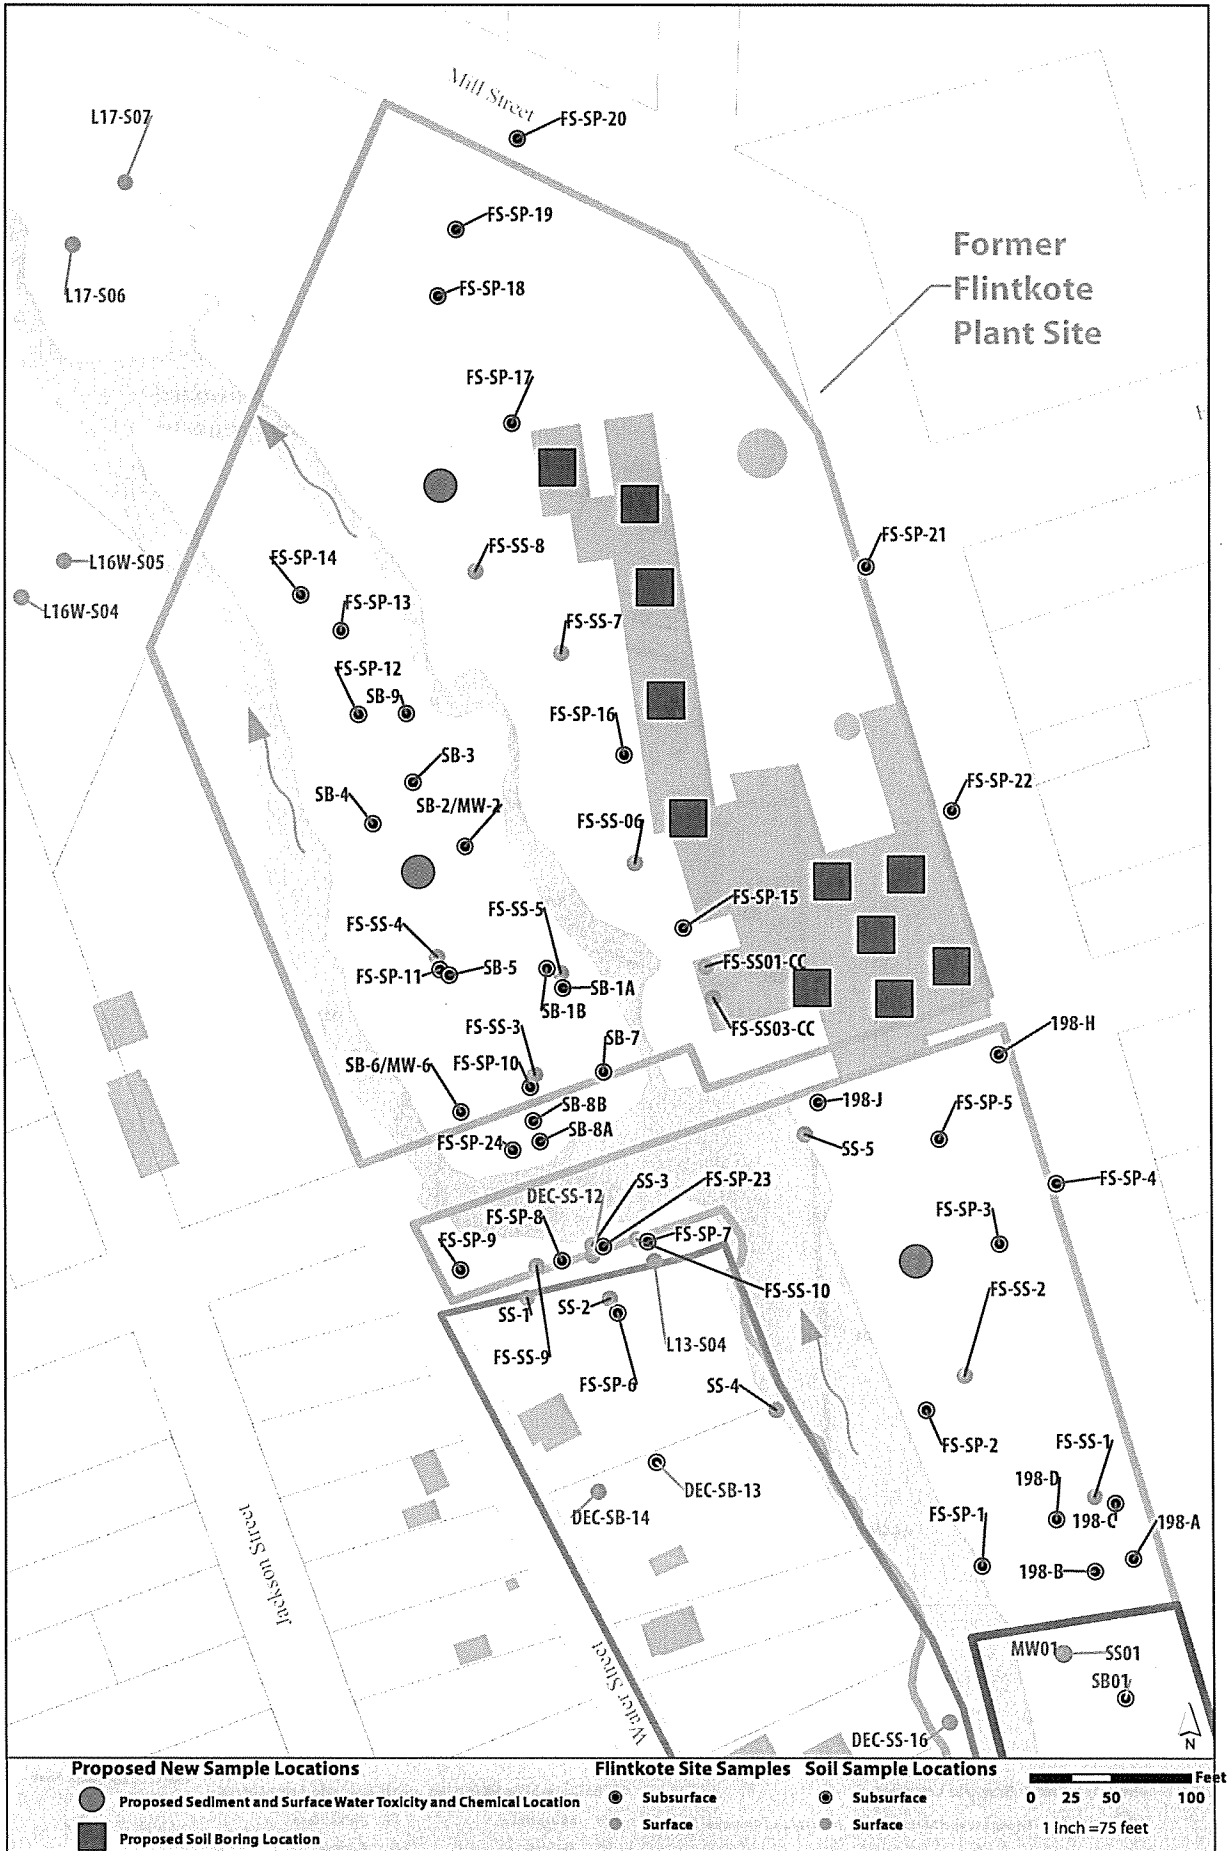 Mill Street
L17-S07
FS-SP-20
FS-SP-19
Former
Flintkote
Plant Site
L17-S06
FS-SP-18
FS-SP-17
FS-SP-21
FS-SS-8
FS-SP-14
L16W-S05
FS-SP-13
L16W-S04
FS-SS-7
FS-SP-12
SB-9
FS-SP-16
SB-3
FS-SP-22
SB-4
SB-2/MW-2
FS-SS-06
FS-SP-15
FS-SS-5
FS-SS-4
FS-SS01-CC
FS-SP-11
SB-5
SB-1A
SB-1B
FS-SS03-CC
198-H
FS-SS-3
SB-7
SB-6/MW-6
FS-SP-10
198-J
FS-SP-5
SB-8B
SB-8A
FS-SP-24
SS-5
FS-SP-4
SS-3
FS-SP-23
DEC-SS-12
FS-SP-3
FS-SP-8
FS-SP-9
FS-SP-7
FS-SS-10
FS-SS-2
SS-1
SS-2
L13-S04
FS-SS-9
FS-SP-6
SS-4
FS-SP-2
FS-SS-1
DEC-SB-13
198-D
DEC-SB-14
FS-SP-1
198-C
198-A
198-B
Jackson Street
Water Street
MW01
SS01
SB01
DEC-SS-16
N
Proposed New Sample Locations
Proposed Sediment and Surface Water Toxicity and Chemical Location
Proposed Soil Boring Location
Flintkote Site Samples
Subsurface
Surface
Soil Sample Locations
Subsurface
Surface
Feet
0 25 50 100
1 Inch =75 feet